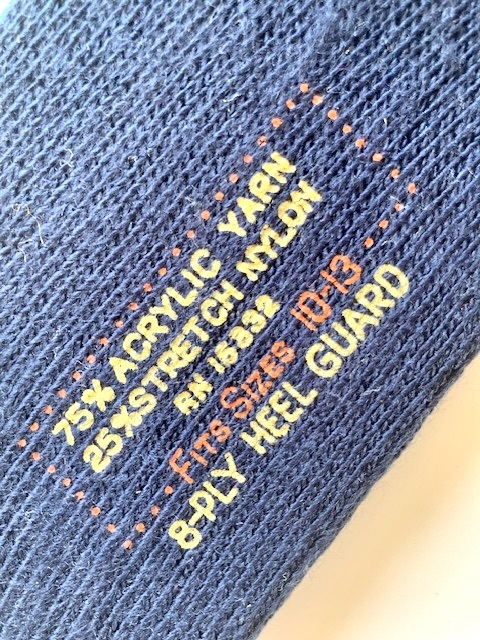 75% ACRYLIC YARN
25% STRETCH NYLON
RN 15332
FITS SIZES 10-13
8-PLY HEEL GUARD